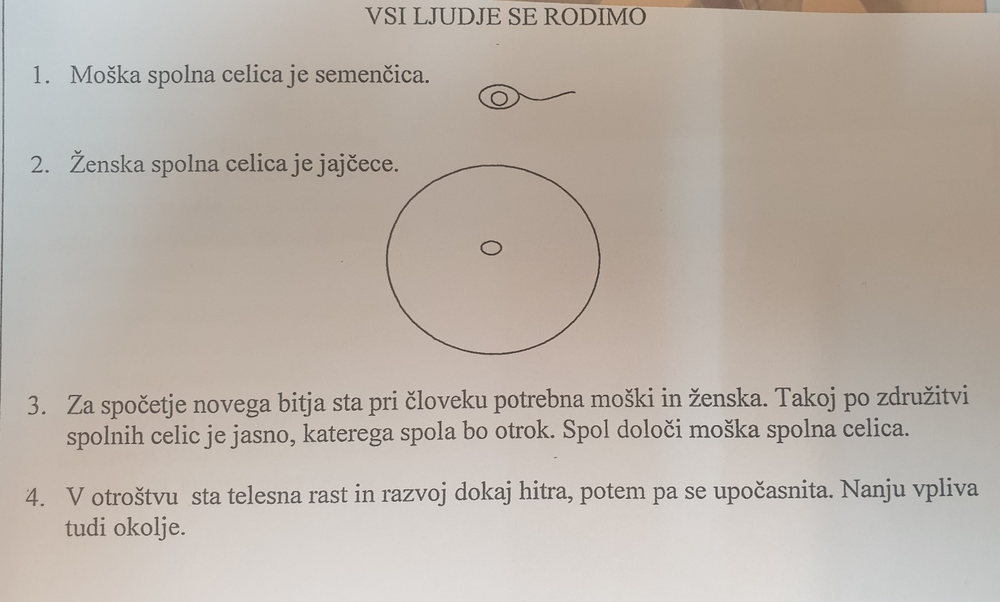 VSI LJUDJE SE RODIMO
1. Moška spolna celica je semenčica.
2. Ženska spolna celica je jajčece.
3. Za spočetje novega bitja sta pri človeku potrebna moški in ženska. Takoj po združitvi
spolnih celic je jasno, katerega spola bo otrok. Spol določi moška spolna celica.
4. V otroštvu sta telesna rast in razvoj dokaj hitra, potem pa se upočasnita. Nanju vpliva
tudi okolje.